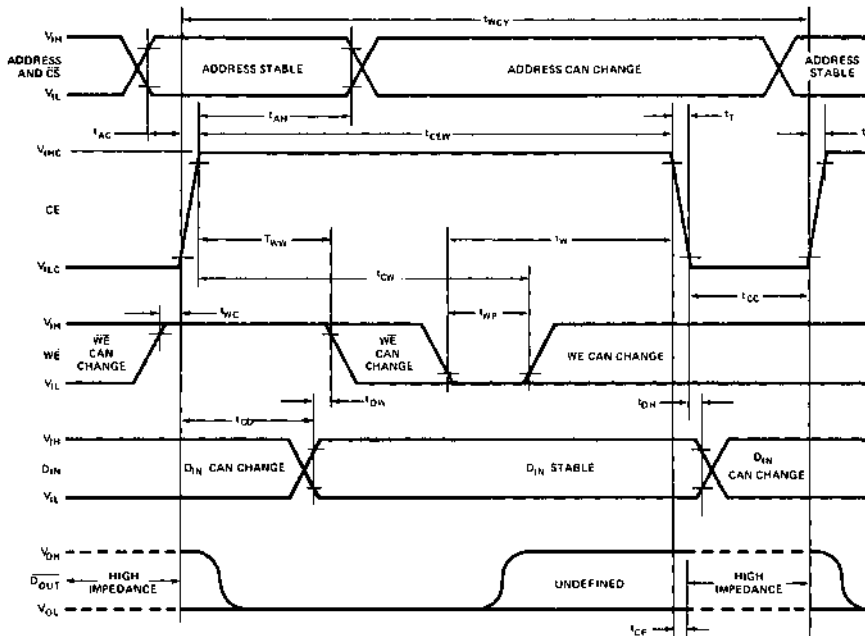 tWCY
VIH
ADDRESS AND CS
ADDRESS STABLE
ADDRESS CAN CHANGE
ADDRESS STABLE
VIL
tAH
tT
tAC
tCEW
VIHC
CE
TWW
tW
tCW
VILC
tCC
VIH
tWC
tWP
WE
WE CAN CHANGE
WE CAN CHANGE
WE CAN CHANGE
VIL
tDW
tDH
VIH
DIN
DIN CAN CHANGE
DIN STABLE
DIN CAN CHANGE
VIL
VOH
DOUT
HIGH IMPEDANCE
UNDEFINED
HIGH IMPEDANCE
VOL
tCF